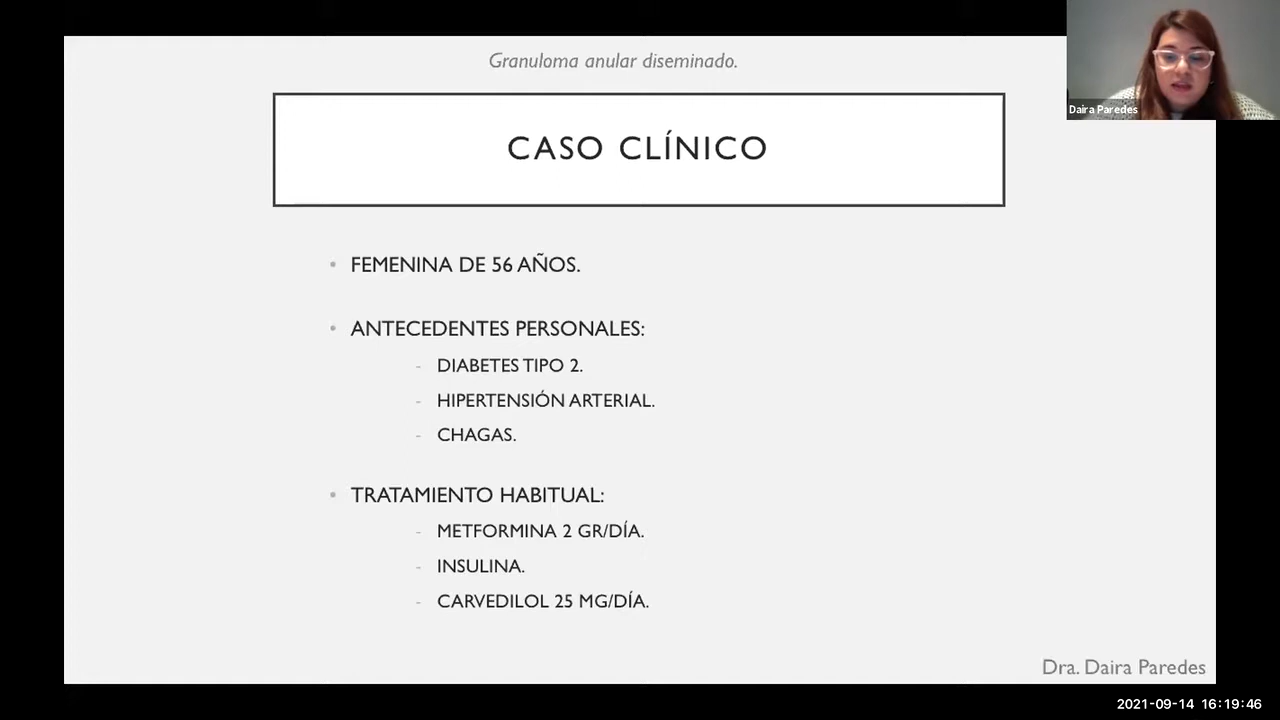 Granuloma anular diseminado.
Daira Paredes
CASO CLÍNICO
• FEMENINA DE 56 AÑOS.
• ANTECEDENTES PERSONALES:
- DIABETES TIPO 2.
- HIPERTENSIÓN ARTERIAL.
- CHAGAS.
• TRATAMIENTO HABITUAL:
- METFORMINA 2 GR/DÍA.
- INSULINA.
- CARVEDILOL 25 MG/DÍA.
Dra. Daira Paredes
2021-09-14 16:19:46